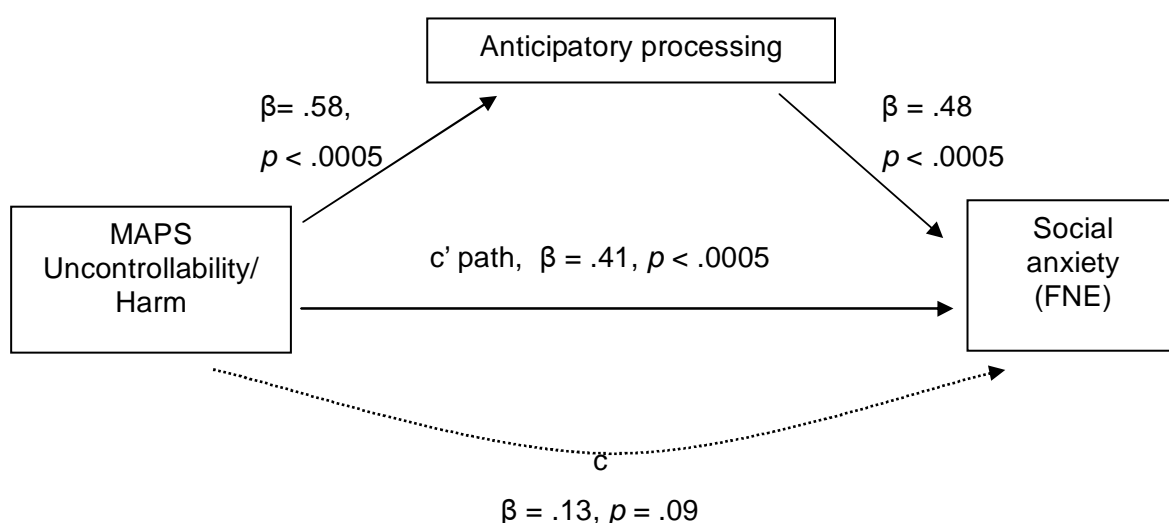 Anticipatory processing
β= .58,
p < .0005
β = .48
p < .0005
MAPS
Uncontrollability/
Harm
c’ path,  β = .41, p < .0005
Social
anxiety
(FNE)
c
β = .13, p = .09